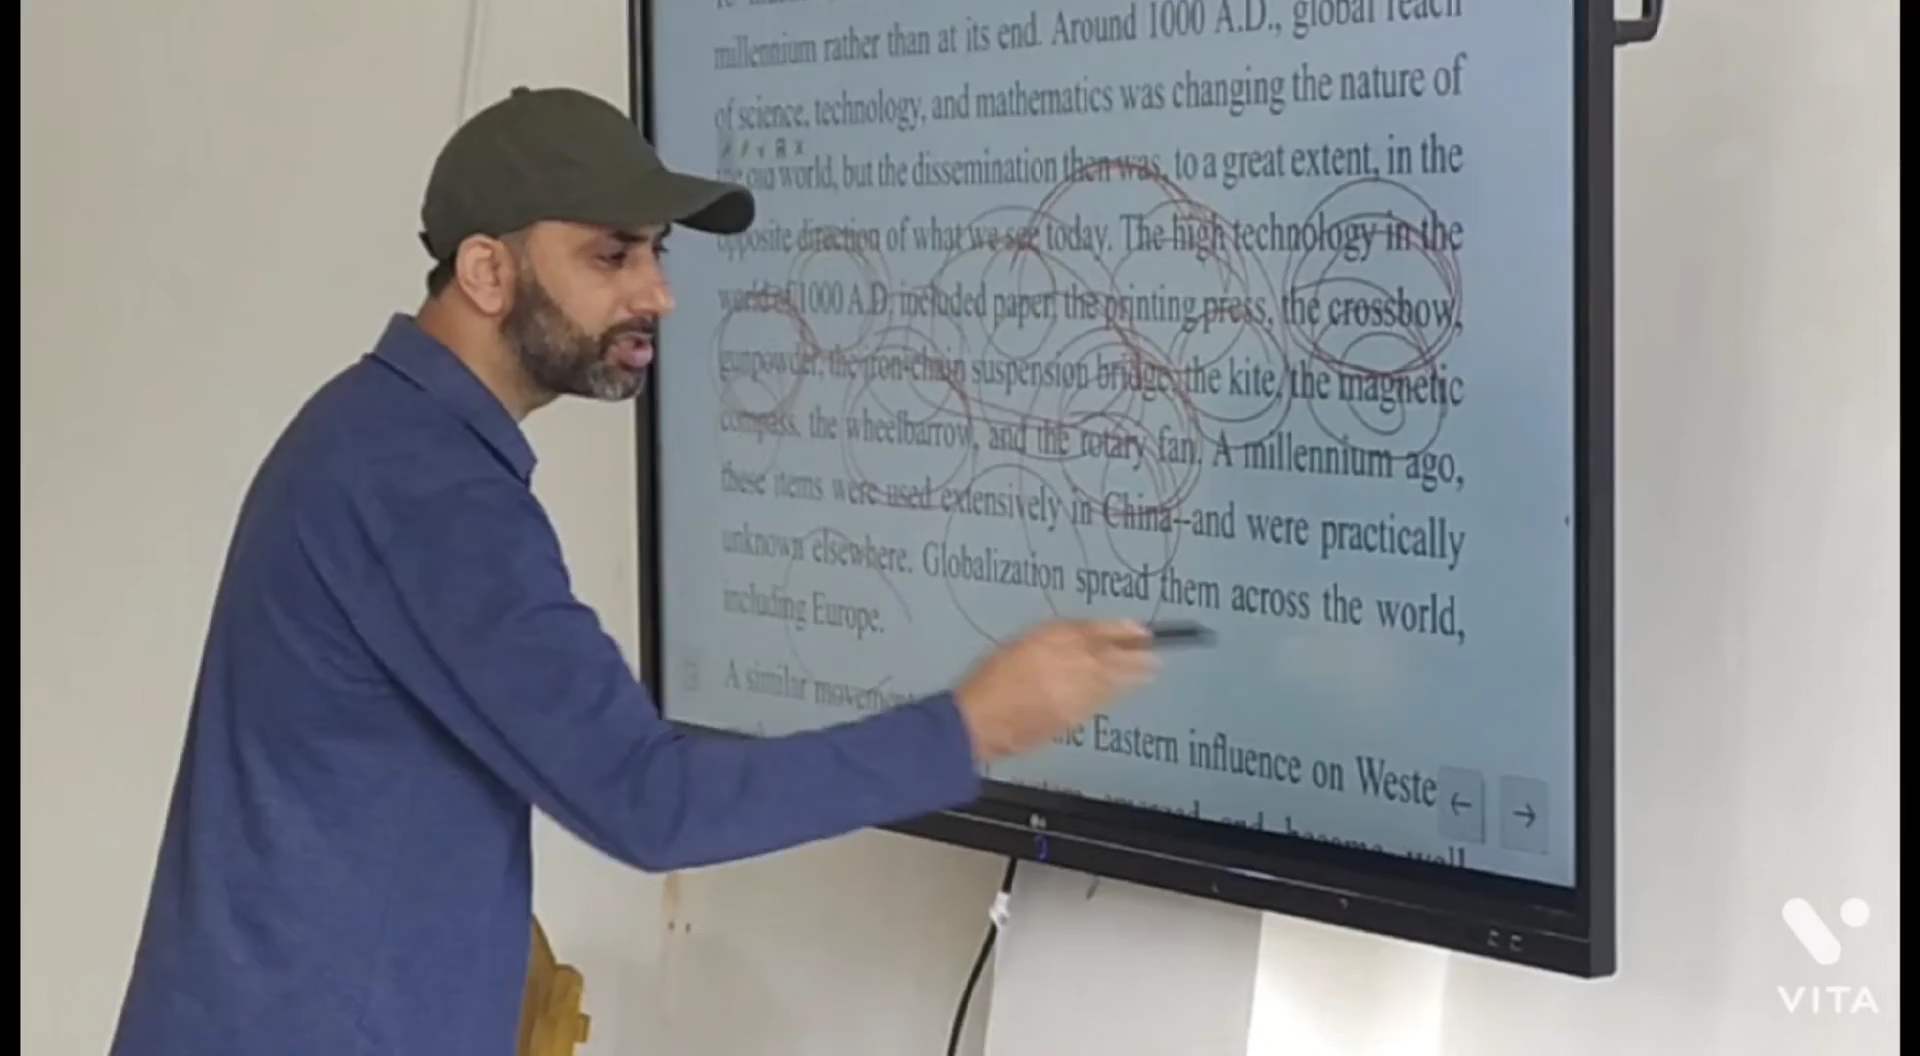 millennium rather than at its end. Around 1000 A.D., global reach
of science, technology, and mathematics was changing the nature of
the old world, but the dissemination then was, to a great extent, in the
opposite direction of what we see today. The high technology in the
world of 1000 A.D. included paper, the printing press, the crossbow,
gunpowder, the iron-chain suspension bridge, the kite, the magnetic
compass, the wheelbarrow, and the rotary fan. A millennium ago,
these items were used extensively in China--and were practically
unknown elsewhere. Globalization spread them across the world,
including Europe.
A similar movement Eastern influence on Weste
and become well
VITA